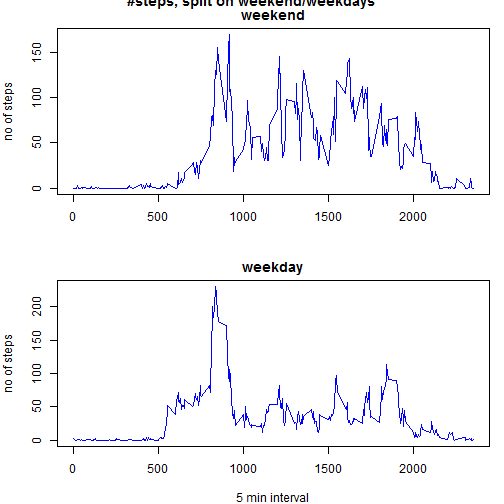 #steps, split on weekend/weekdays
weekend
no of steps
0 50 100 150
0 500 1000 1500 2000
weekday
no of steps
0 50 100 150 200
0 500 1000 1500 2000
5 min interval